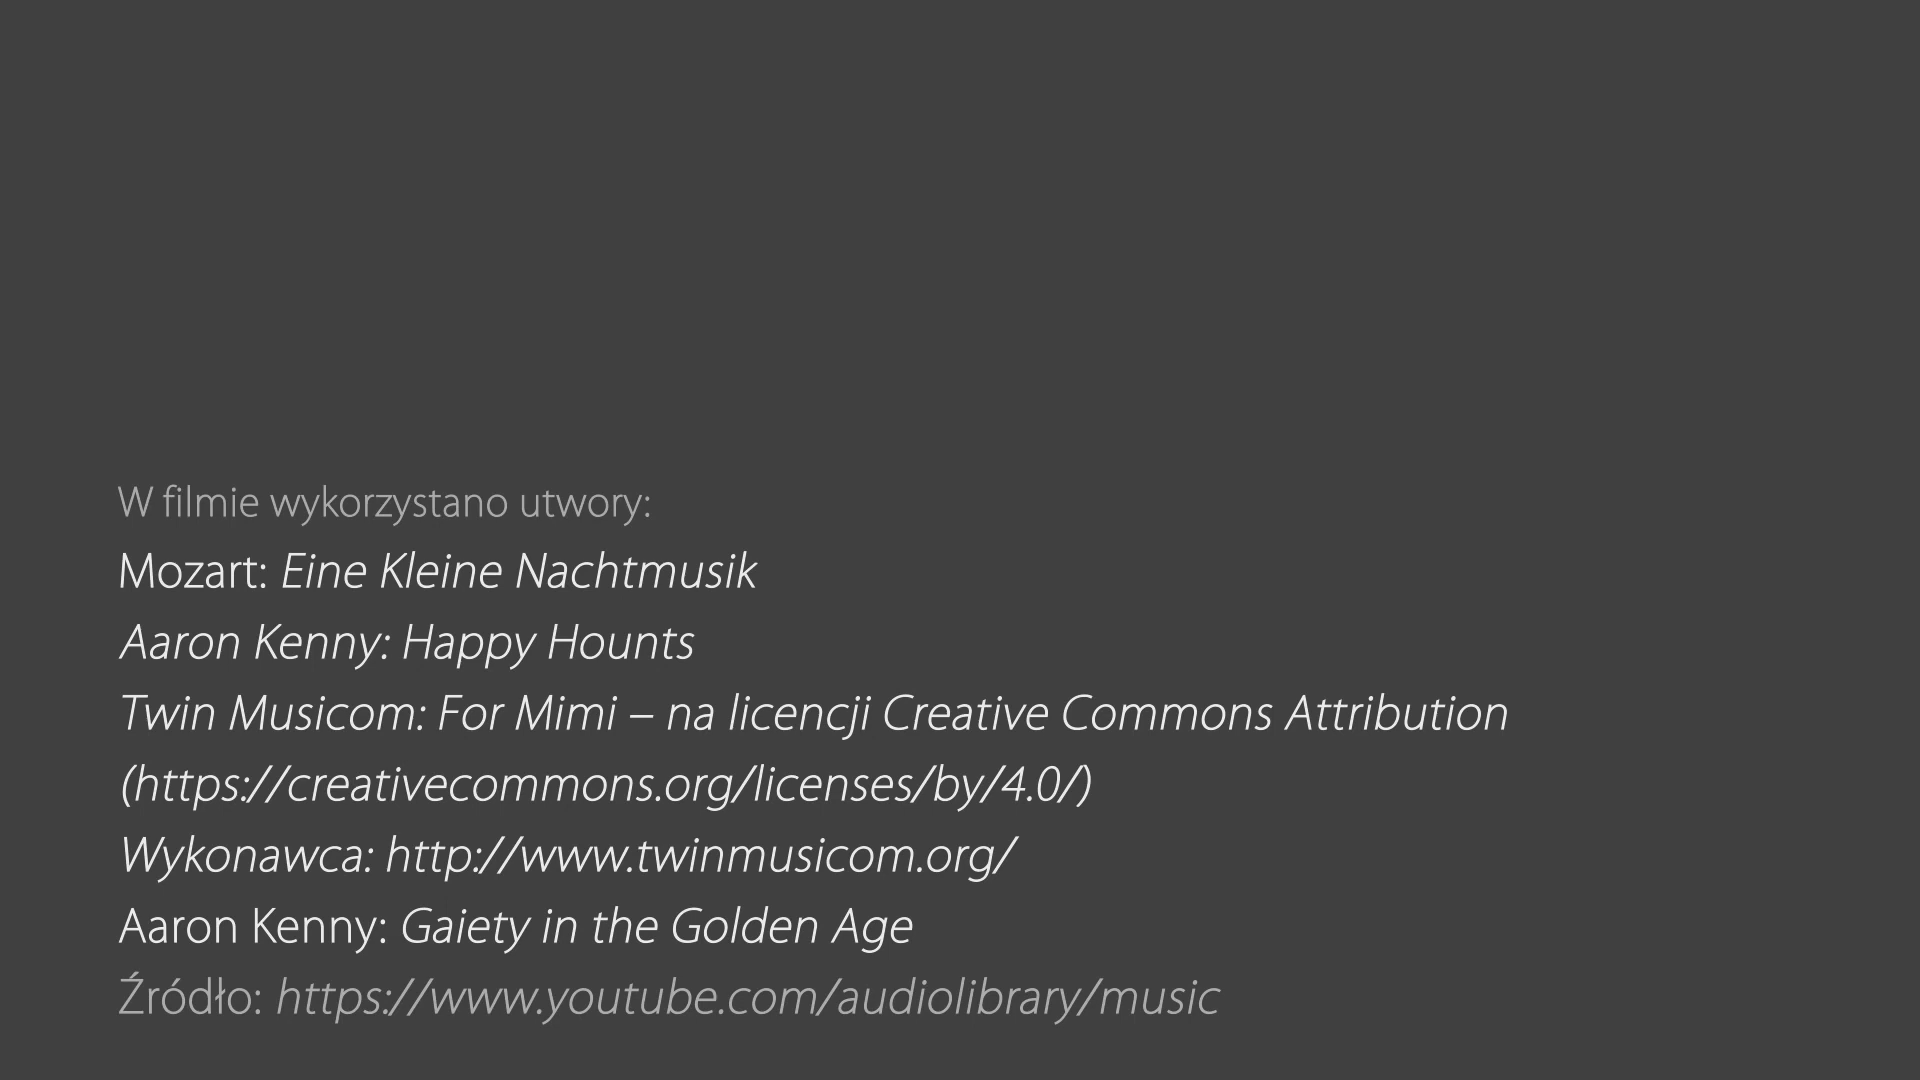 W filmie wykorzystano utwory:
Mozart: Eine Kleine Nachtmusik
Aaron Kenny: Happy Hounts
Twin Musicom: For Mimi – na licencji Creative Commons Attribution
(https://creativecommons.org/licenses/by/4.0/)
Wykonawca: http://www.twinmusicom.org/
Aaron Kenny: Gaiety in the Golden Age
Źródło: https://www.youtube.com/audiolibrary/music